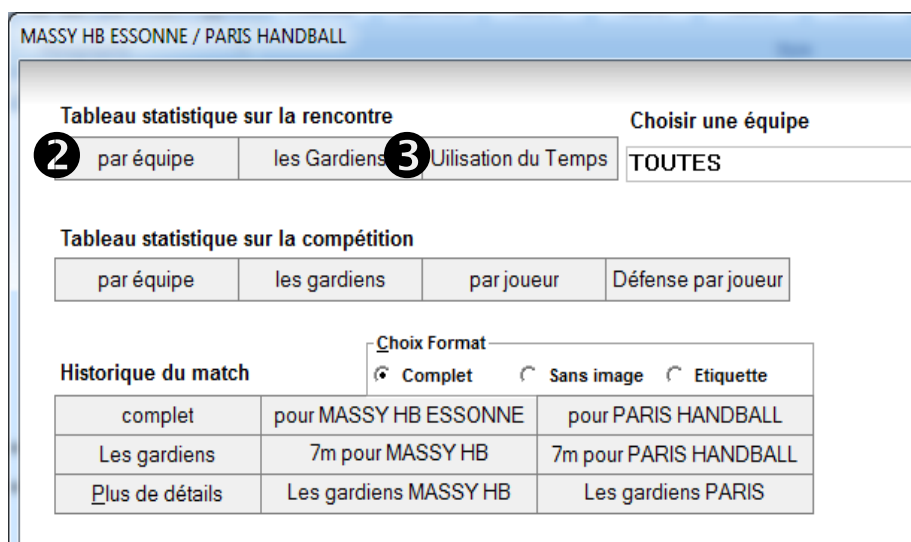 MASSY HB ESSONNE / PARIS HANDBALL
Tableau statistique sur la rencontre
Choisir une équipe
2 par équipe les Gardiens 3 Uilisation du Temps TOUTES
Tableau statistique sur la compétition
par équipe les gardiens par joueur Défense par joueur
Choix Format
Historique du match Complet Sans image Etiquette
complet pour MASSY HB ESSONNE pour PARIS HANDBALL
Les gardiens 7m pour MASSY HB 7m pour PARIS HANDBALL
Plus de détails Les gardiens MASSY HB Les gardiens PARIS